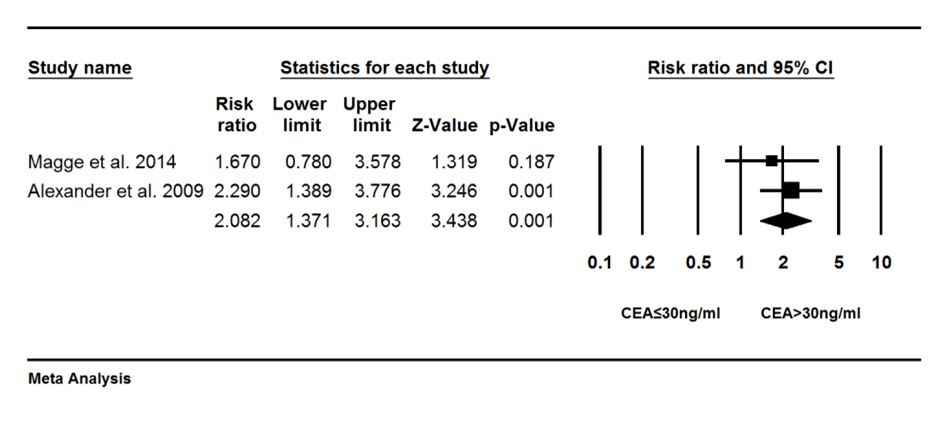 Study name Statistics for each study Risk ratio and 95% CI
Risk ratio Lower limit Upper limit Z-Value p-Value
Magge et al. 2014 1.670 0.780 3.578 1.319 0.187
Alexander et al. 2009 2.290 1.389 3.776 3.246 0.001
2.082 1.371 3.163 3.438 0.001
0.1 0.2 0.5 1 2 5 10
CEA≤30ng/ml CEA>30ng/ml
Meta Analysis